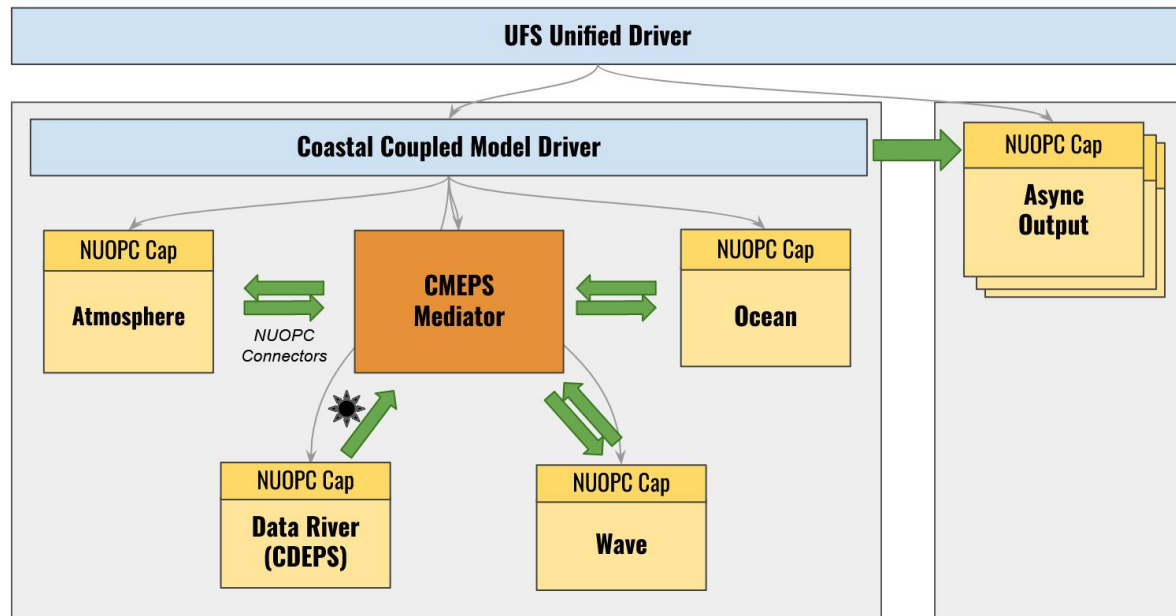 UFS Unified Driver
Coastal Coupled Model Driver
NUOPC Cap
Async
Output
NUOPC Cap
Atmosphere
NUOPC
Connectors
CMEPS
Mediator
NUOPC Cap
Ocean
NUOPC Cap
Data River
(CDEPS)
NUOPC Cap
Wave